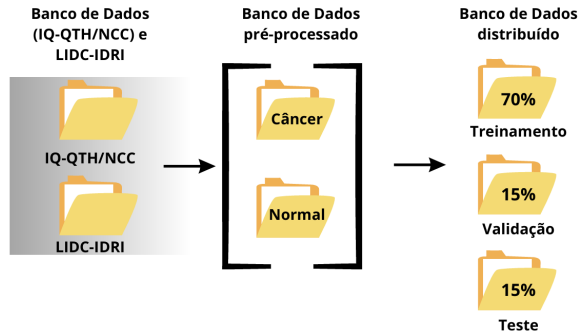 Banco de Dados
(IQ-QTH/NCC) e
LIDC-IDRI
IQ-QTH/NCC
LIDC-IDRI
Banco de Dados
pré-processado
Câncer
Normal
Banco de Dados
distribuído
70%
Treinamento
15%
Validação
15%
Teste